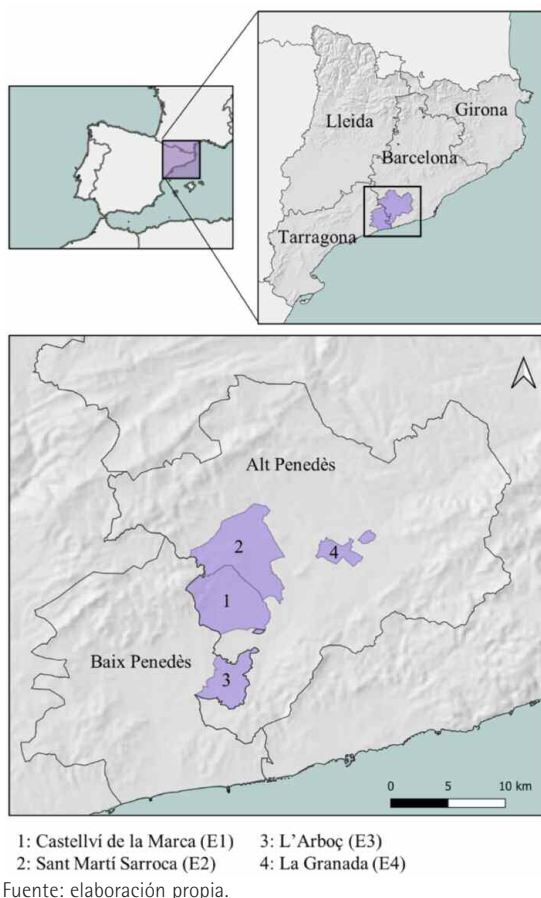 Lleida
Girona
Barcelona
Tarragona
Alt Penedès
2
4
1
Baix Penedès
3
0 5 10 km
1: Castellví de la Marca (E1) 3: L'Arboç (E3)
2: Sant Martí Sarroca (E2) 4: La Granada (E4)
Fuente: elaboración propia.